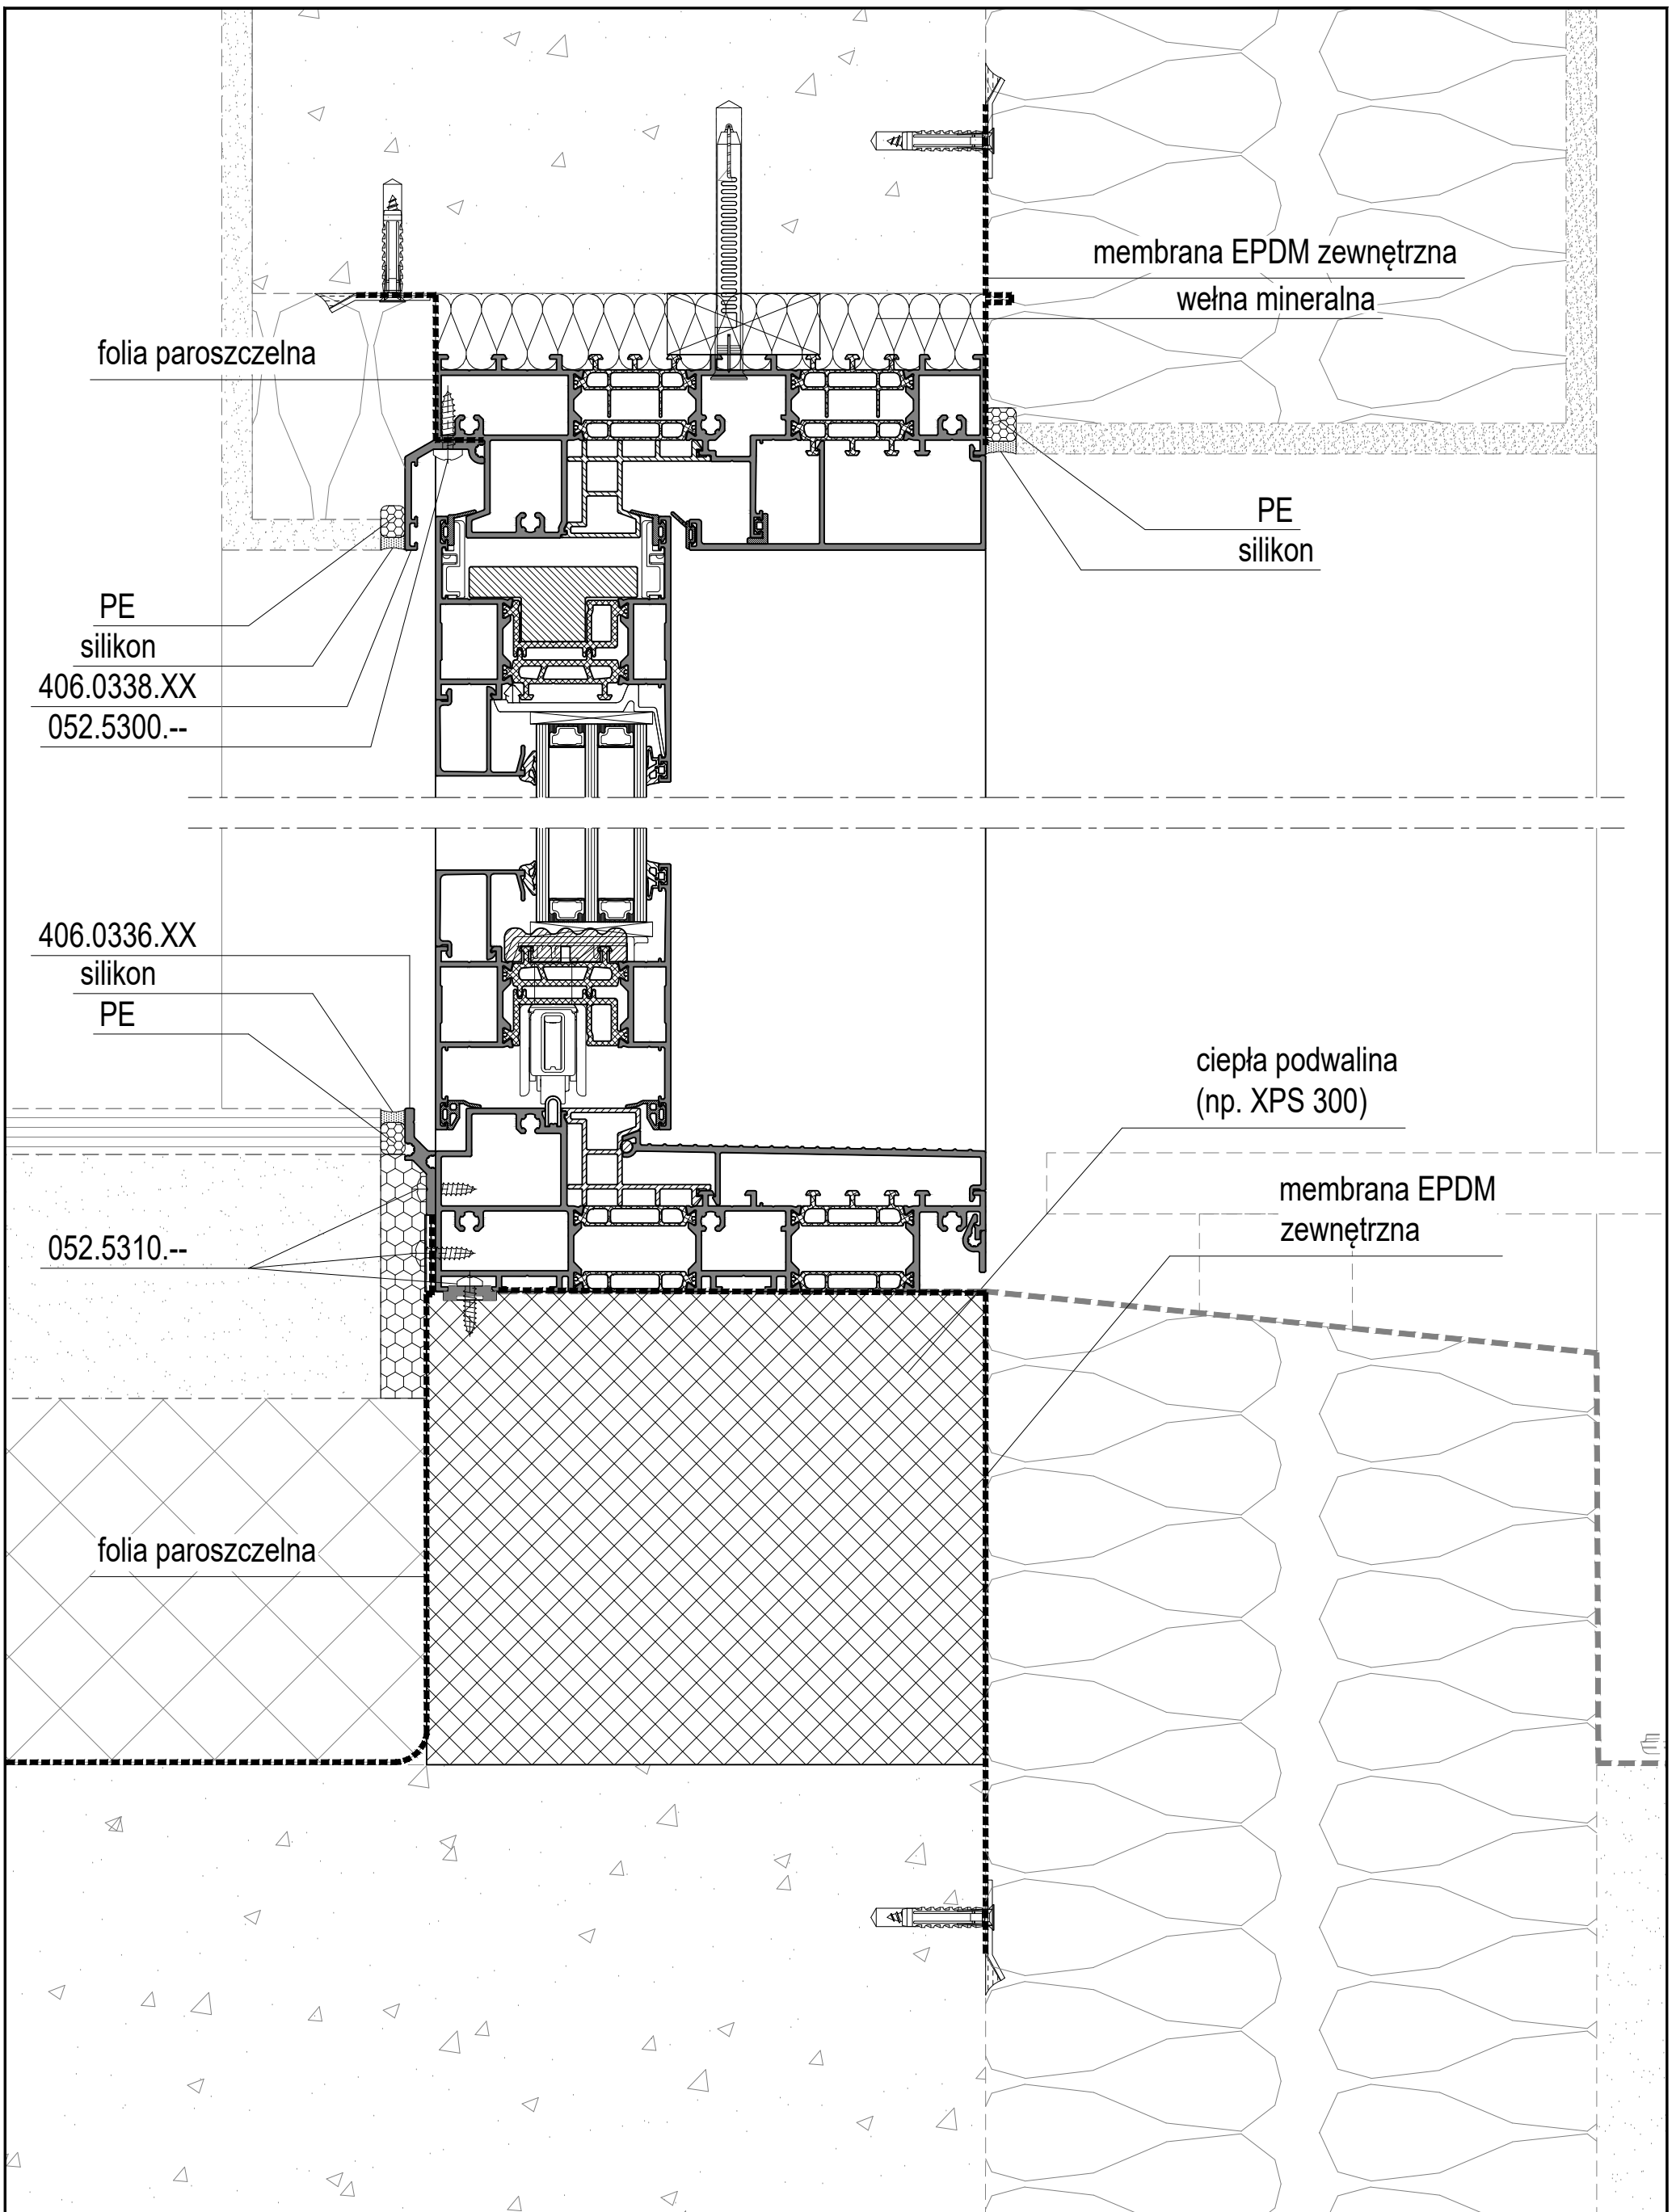 membrana EPDM zewnętrzna
wełna mineralna
folia paroszczelna
PE
silikon
PE
silikon
406.0338.XX
052.5300.--
406.0336.XX
silikon
PE
ciepła podwalina
(np. XPS 300)
membrana EPDM
zewnętrzna
052.5310.--
folia paroszczelna